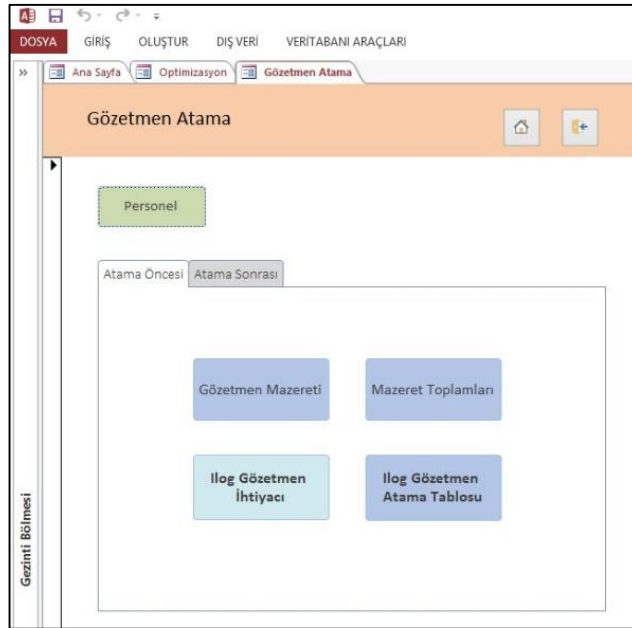 DOSYA GİRİŞ OLUŞTUR DIŞ VERİ VERİTABANI ARAÇLARI
» Ana Sayfa Optimizasyon Gözetmen Atama
Gözetmen Atama
Personel
Atama Öncesi Atama Sonrası
Gözetmen Mazereti Mazeret Toplamları
Ilog Gözetmen
İhtiyacı
Ilog Gözetmen
Atama Tablosu
Gezinti Bölmesi